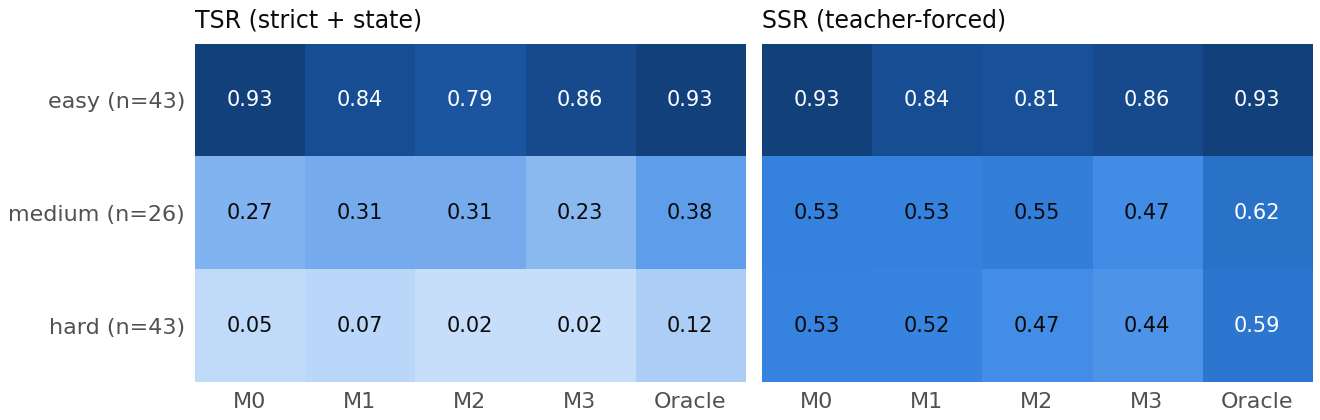 TSR (strict + state) SSR (teacher-forced)
easy (n=43) 0.93 0.84 0.79 0.86 0.93 0.93 0.84 0.81 0.86 0.93
medium (n=26) 0.27 0.31 0.31 0.23 0.38 0.53 0.53 0.55 0.47 0.62
hard (n=43) 0.05 0.07 0.02 0.02 0.12 0.53 0.52 0.47 0.44 0.59
M0 M1 M2 M3 Oracle M0 M1 M2 M3 Oracle